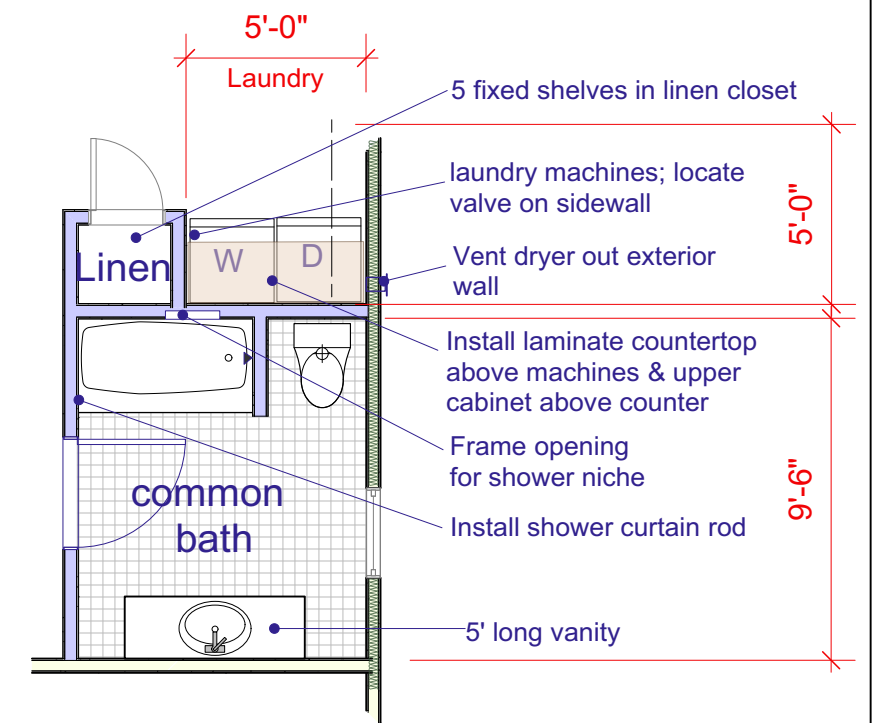 5'-0"
Laundry
5 fixed shelves in linen closet
laundry machines; locate
valve on sidewall
5'-0"
Linen
W
D
Vent dryer out exterior
wall
Install laminate countertop
above machines & upper
cabinet above counter
Frame opening
for shower niche
9'-6"
common
bath
Install shower curtain rod
5' long vanity